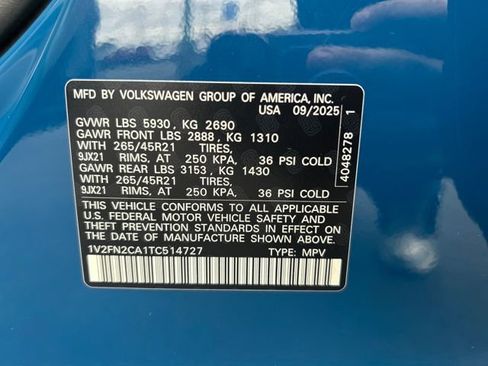 MFD BY VOLKSWAGEN GROUP OF AMERICA, INC.
USA 09/2025
GVWR LBS 5930, KG 2690
GAWR FRONT LBS 2888, KG 1310
WITH 265/45R21 TIRES,
9JX21 RIMS, AT 250 KPA, 36 PSI COLD
GAWR REAR LBS 3153, KG 1430
WITH 265/45R21 TIRES,
9JX21 RIMS, AT 250 KPA, 36 PSI COLD
THIS VEHICLE CONFORMS TO ALL APPLICABLE
U.S. FEDERAL MOTOR VEHICLE SAFETY AND
THEFT PREVENTION STANDARDS IN EFFECT ON
THE DATE OF MANUFACTURE SHOWN ABOVE.
1V2FN2CA1TC514727 TYPE: MPV
4048278 1